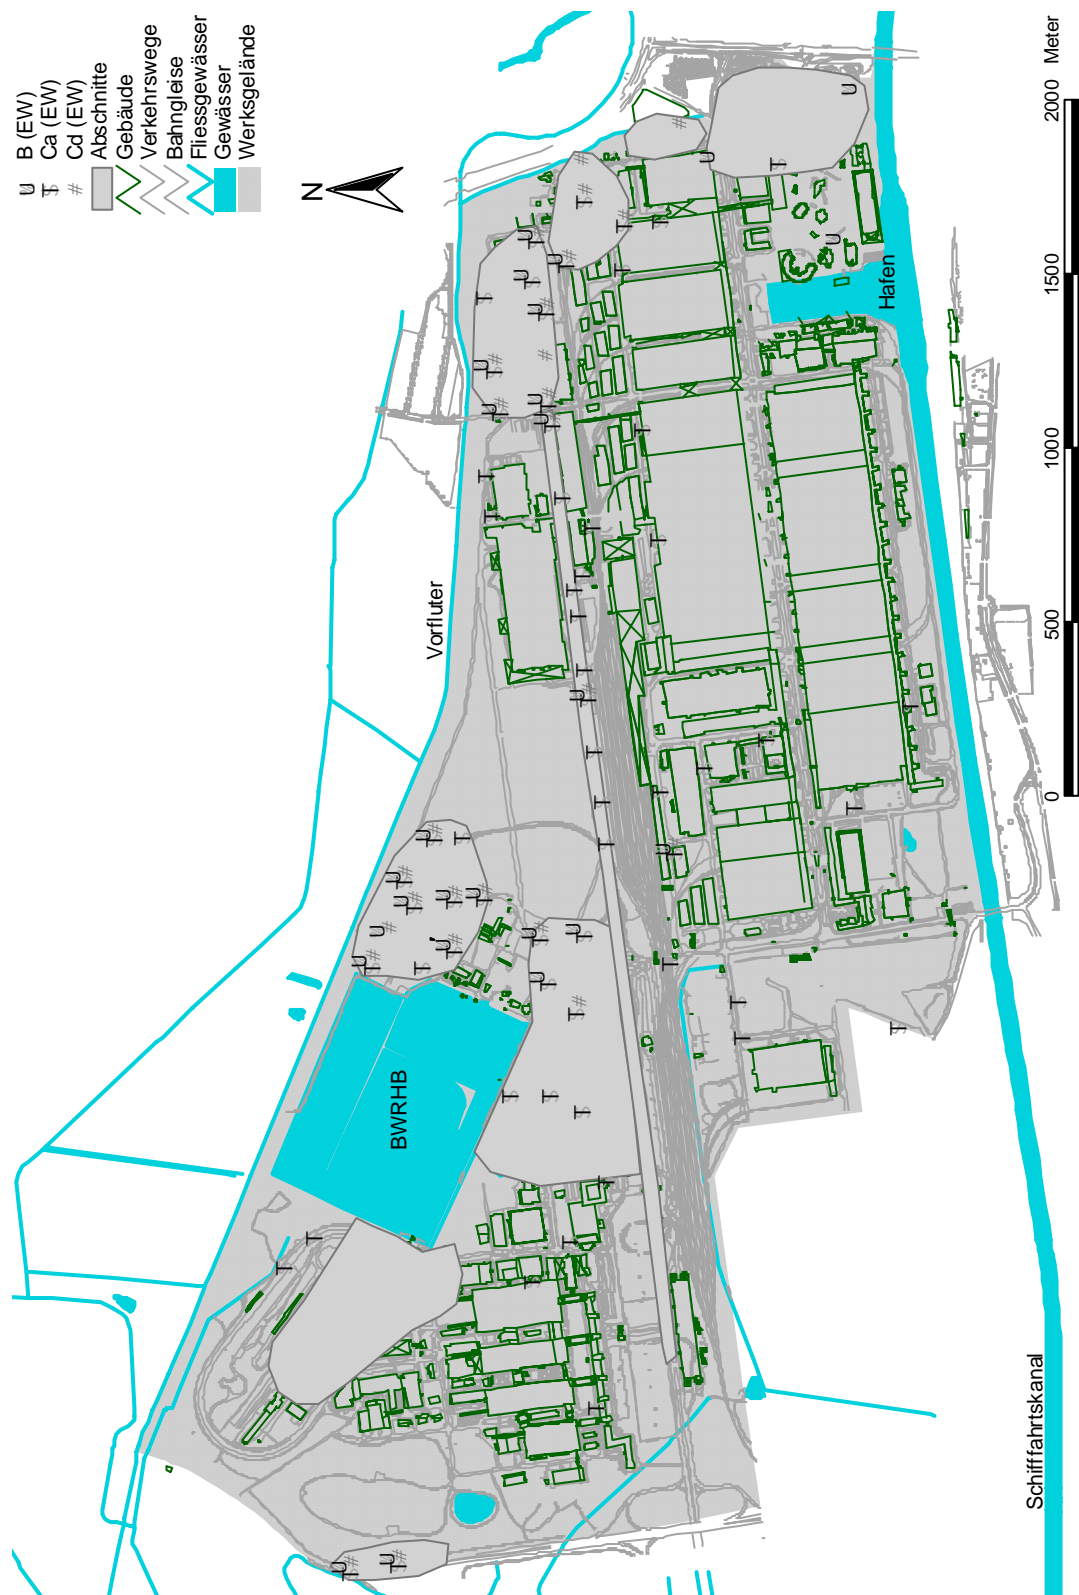 B (EW)
Ca (EW)
# Cd (EW)
Abschnitte
Gebäude
Verkehrswege
Bahngleise
Fliessgewässer
Gewässer
Werksgelände
N
Vorfluter
BWRHB
Hafen
Schifffahrtskanal
0 500 1000 1500 2000 Meter